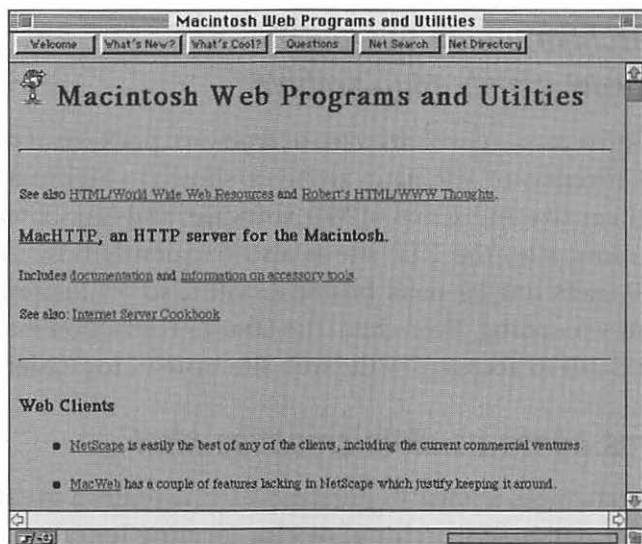 Macintosh Web Programs and Utilities
Welcome What's New? What's Cool? Questions Net Search Net Directory
Macintosh Web Programs and Utilties
See also HTML/World Wide Web Resources and Robert's HTML/WWW Thoughts.
MacHTTP, an HTTP server for the Macintosh.
Includes documentation and information on accessory tools
See also: Internet Server Cookbook
Web Clients
NetScape is easily the best of any of the clients, including the current commercial ventures.
MacWeb has a couple of features lacking in NetScape which justify keeping it around.